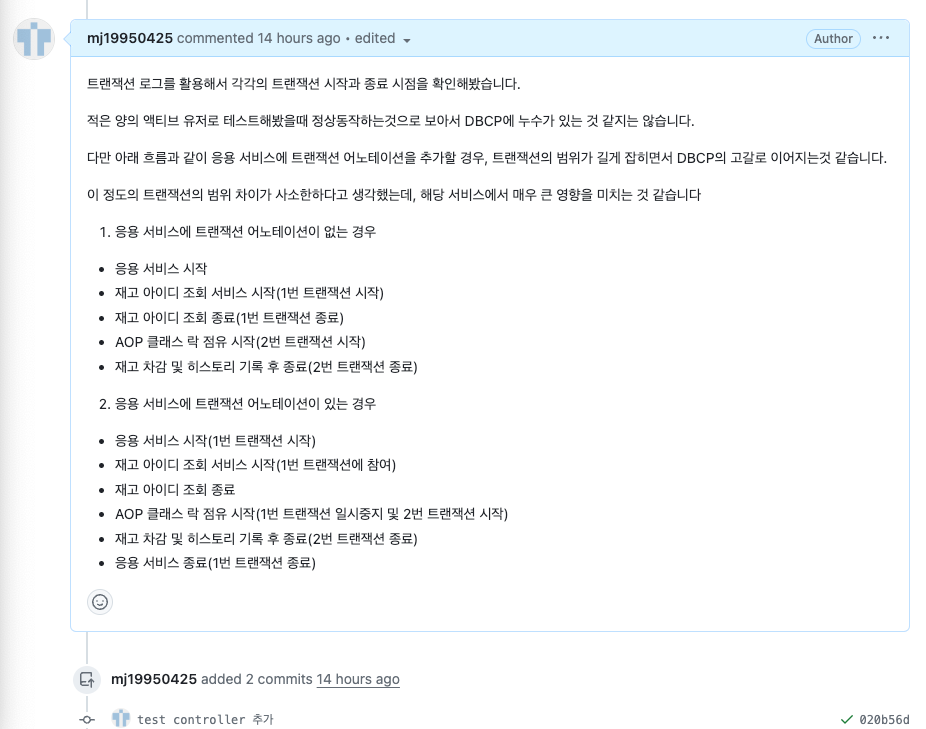 mj19950425 commented 14 hours ago • edited
Author
트랜잭션 로그를 활용해서 각각의 트랜잭션 시작과 종료 시점을 확인해봤습니다.
적은 양의 액티브 유저로 테스트해봤을때 정상동작하는것으로 보아서 DBCP에 누수가 있는 것 같지는 않습니다.
다만 아래 흐름과 같이 응용 서비스에 트랜잭션 어노테이션을 추가할 경우, 트랜잭션의 범위가 길게 잡히면서 DBCP의 고갈로 이어지는것 같습니다.
이 정도의 트랜잭션의 범위 차이가 사소한하다고 생각했는데, 해당 서비스에서 매우 큰 영향을 미치는 것 같습니다
1. 응용 서비스에 트랜잭션 어노테이션이 없는 경우
• 응용 서비스 시작
• 재고 아이디 조회 서비스 시작(1번 트랜잭션 시작)
• 재고 아이디 조회 종료(1번 트랜잭션 종료)
• AOP 클래스 락 점유 시작(2번 트랜잭션 시작)
• 재고 차감 및 히스토리 기록 후 종료(2번 트랜잭션 종료)
2. 응용 서비스에 트랜잭션 어노테이션이 있는 경우
• 응용 서비스 시작(1번 트랜잭션 시작)
• 재고 아이디 조회 서비스 시작(1번 트랜잭션에 참여)
• 재고 아이디 조회 종료
• AOP 클래스 락 점유 시작(1번 트랜잭션 일시중지 및 2번 트랜잭션 시작)
• 재고 차감 및 히스토리 기록 후 종료(2번 트랜잭션 종료)
• 응용 서비스 종료(1번 트랜잭션 종료)
mj19950425 added 2 commits 14 hours ago
test controller 추가
020b56d